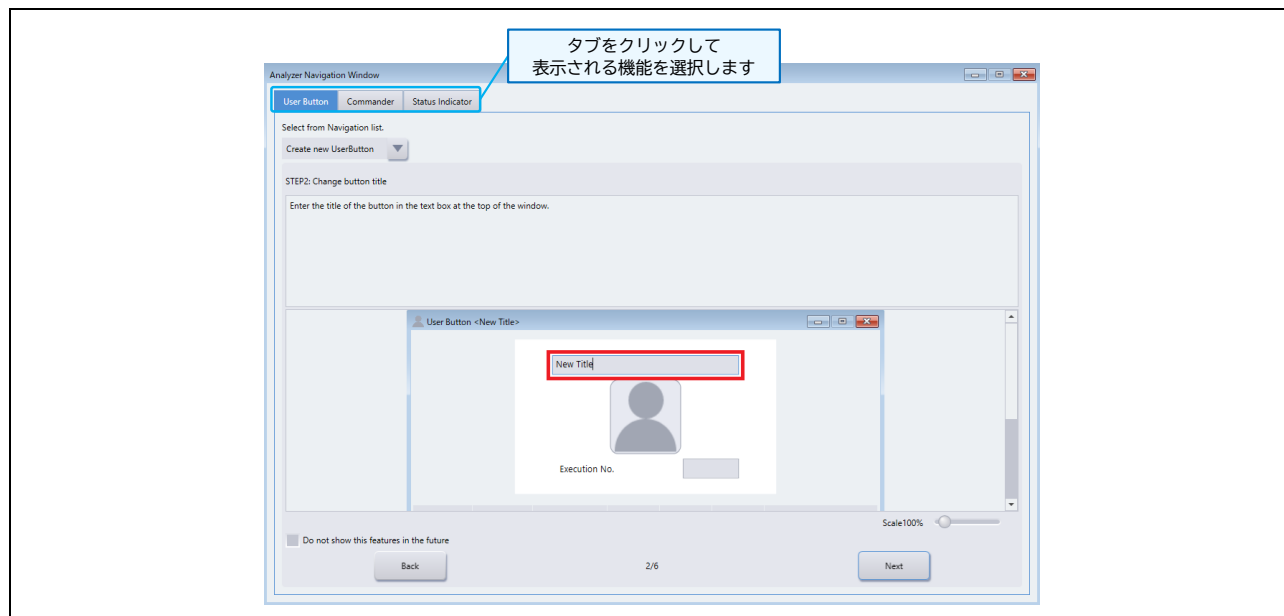 タブをクリックして
表示される機能を選択します
Analyzer Navigation Window
User Button Commander Status Indicator
Select from Navigation list.
Create new UserButton
STEP2: Change button title
Enter the title of the button in the text box at the top of the window.
User Button <New Title>
New Title
Execution No.
Scale100%
Do not show this features in the future
Back 2/6 Next